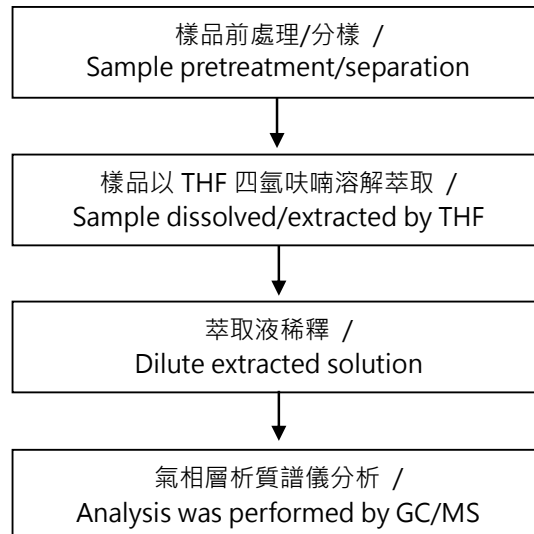 樣品前處理/分樣 /
Sample pretreatment/separation
樣品以 THF 四氫呋喃溶解萃取 /
Sample dissolved/extracted by THF
萃取液稀釋 /
Dilute extracted solution
氣相層析質譜儀分析 /
Analysis was performed by GC/MS